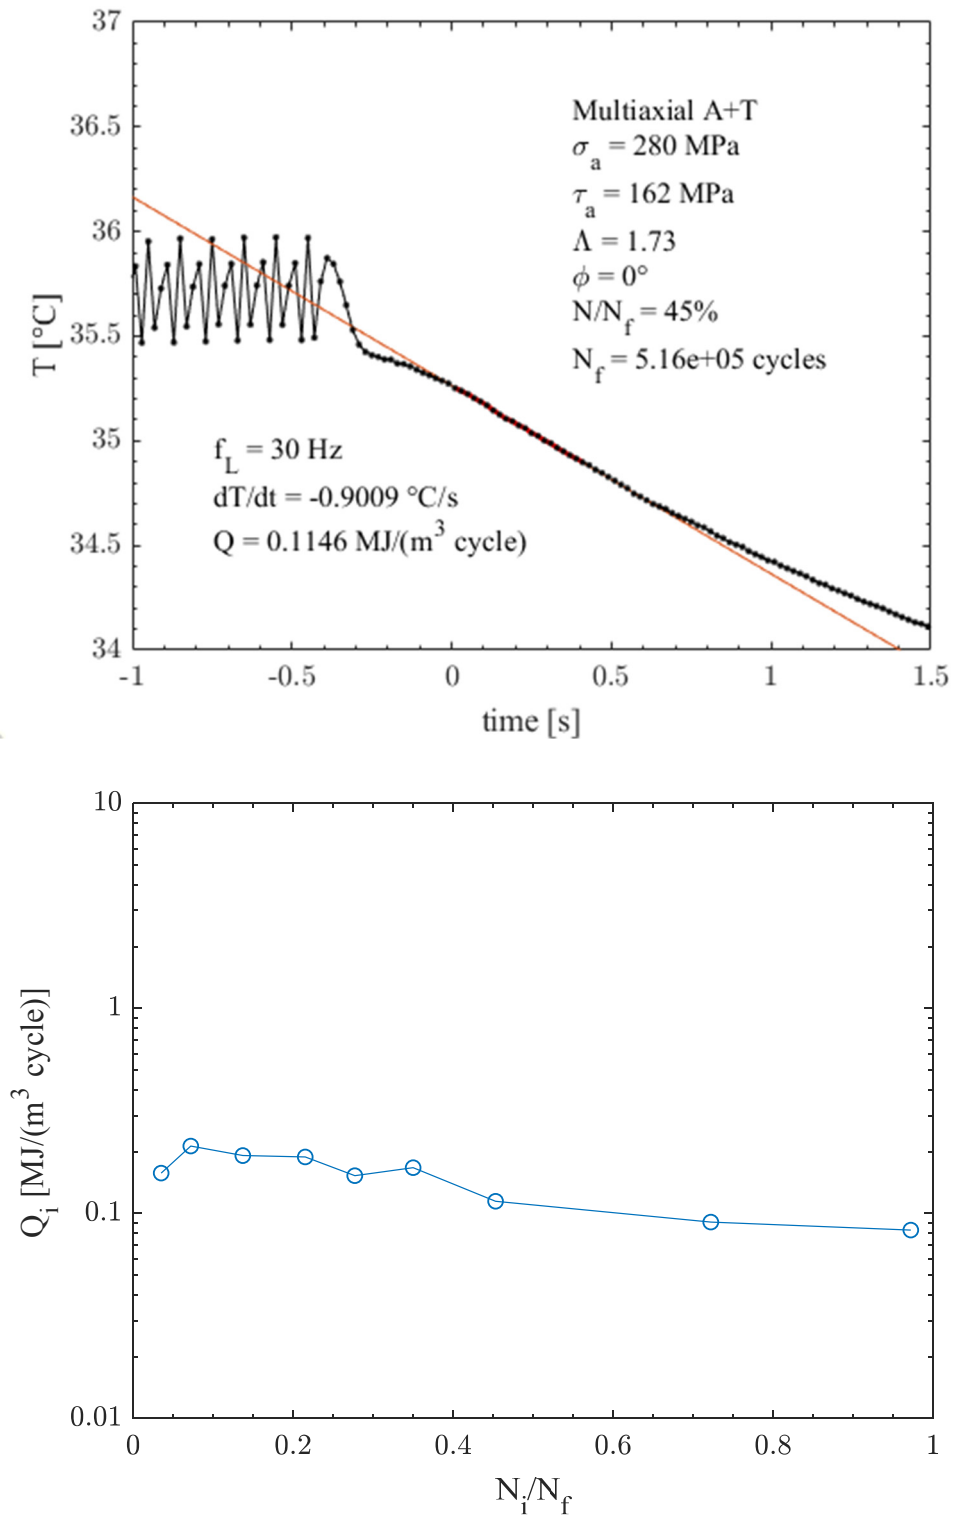 37
36.5
36
35.5
35
34.5
34
T [°C]
Multiaxial A+T
σa = 280 MPa
τa = 162 MPa
Λ = 1.73
ϕ = 0°
N/Nf = 45%
Nf = 5.16e+05 cycles
fL = 30 Hz
dT/dt = -0.9009 °C/s
Q = 0.1146 MJ/(m³ cycle)
-1 -0.5 0 0.5 1 1.5
time [s]
10
1
0.1
0.01
Qi [MJ/(m³ cycle)]
0 0.2 0.4 0.6 0.8 1
Ni/Nf